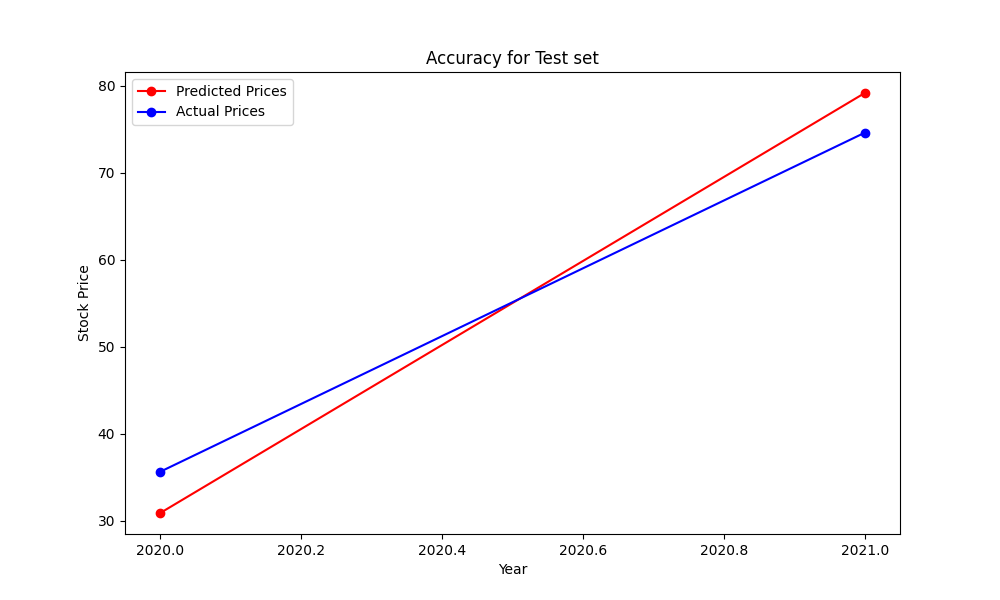 Accuracy for Test set
Predicted Prices
Actual Prices
80
70
60
50
40
30
Stock Price
2020.0
2020.2
2020.4
2020.6
2020.8
2021.0
Year